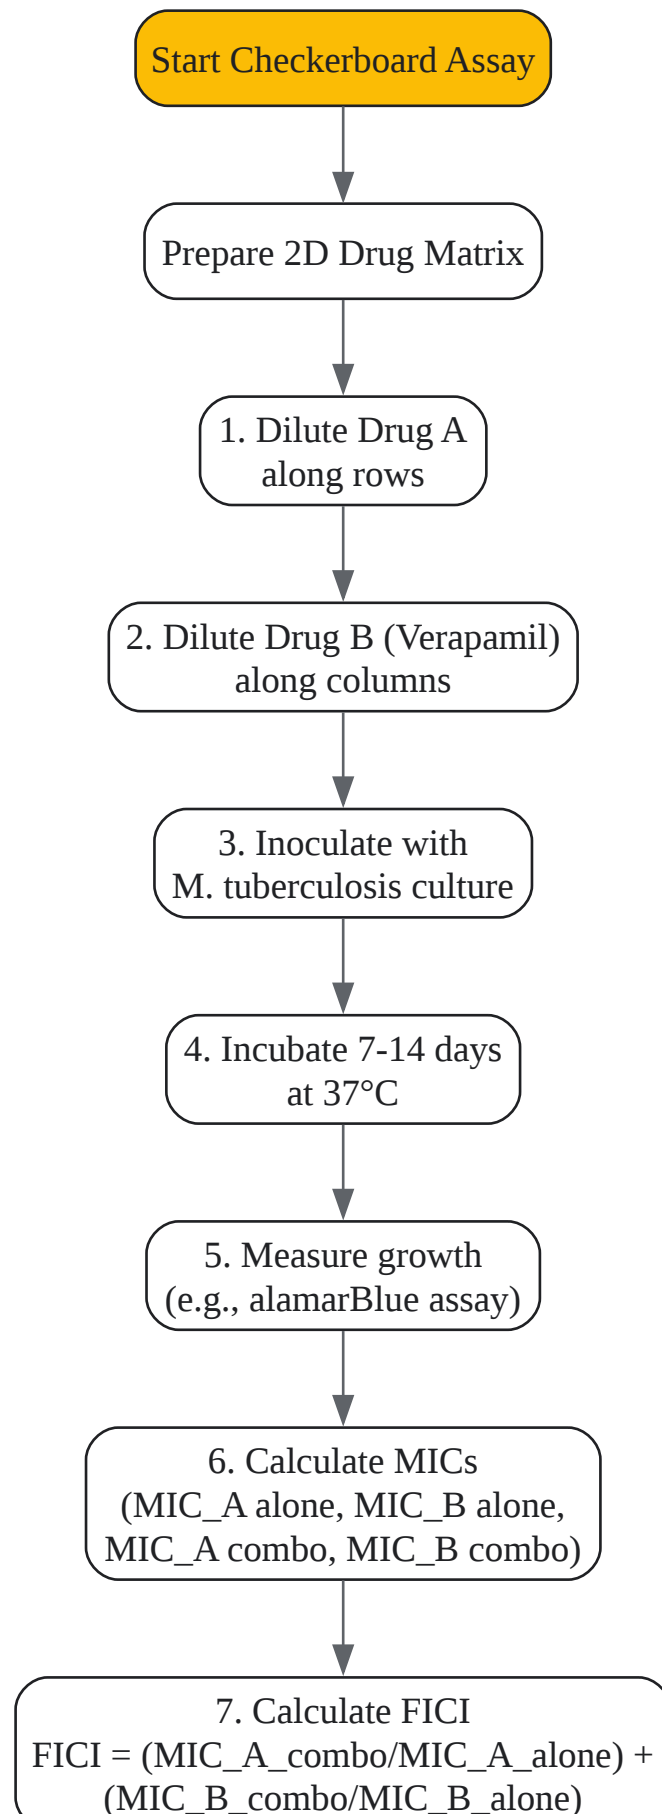 Start Checkerboard Assay
Prepare 2D Drug Matrix
1. Dilute Drug A
along rows
2. Dilute Drug B (Verapamil)
along columns
3. Inoculate with
M. tuberculosis culture
4. Incubate 7-14 days
at 37°C
5. Measure growth
(e.g., alamarBlue assay)
6. Calculate MICs
(MIC_A alone, MIC_B alone,
MIC_A combo, MIC_B combo)
7. Calculate FICI
FICI = (MIC_A_combo/MIC_A_alone) +
(MIC_B_combo/MIC_B_alone)